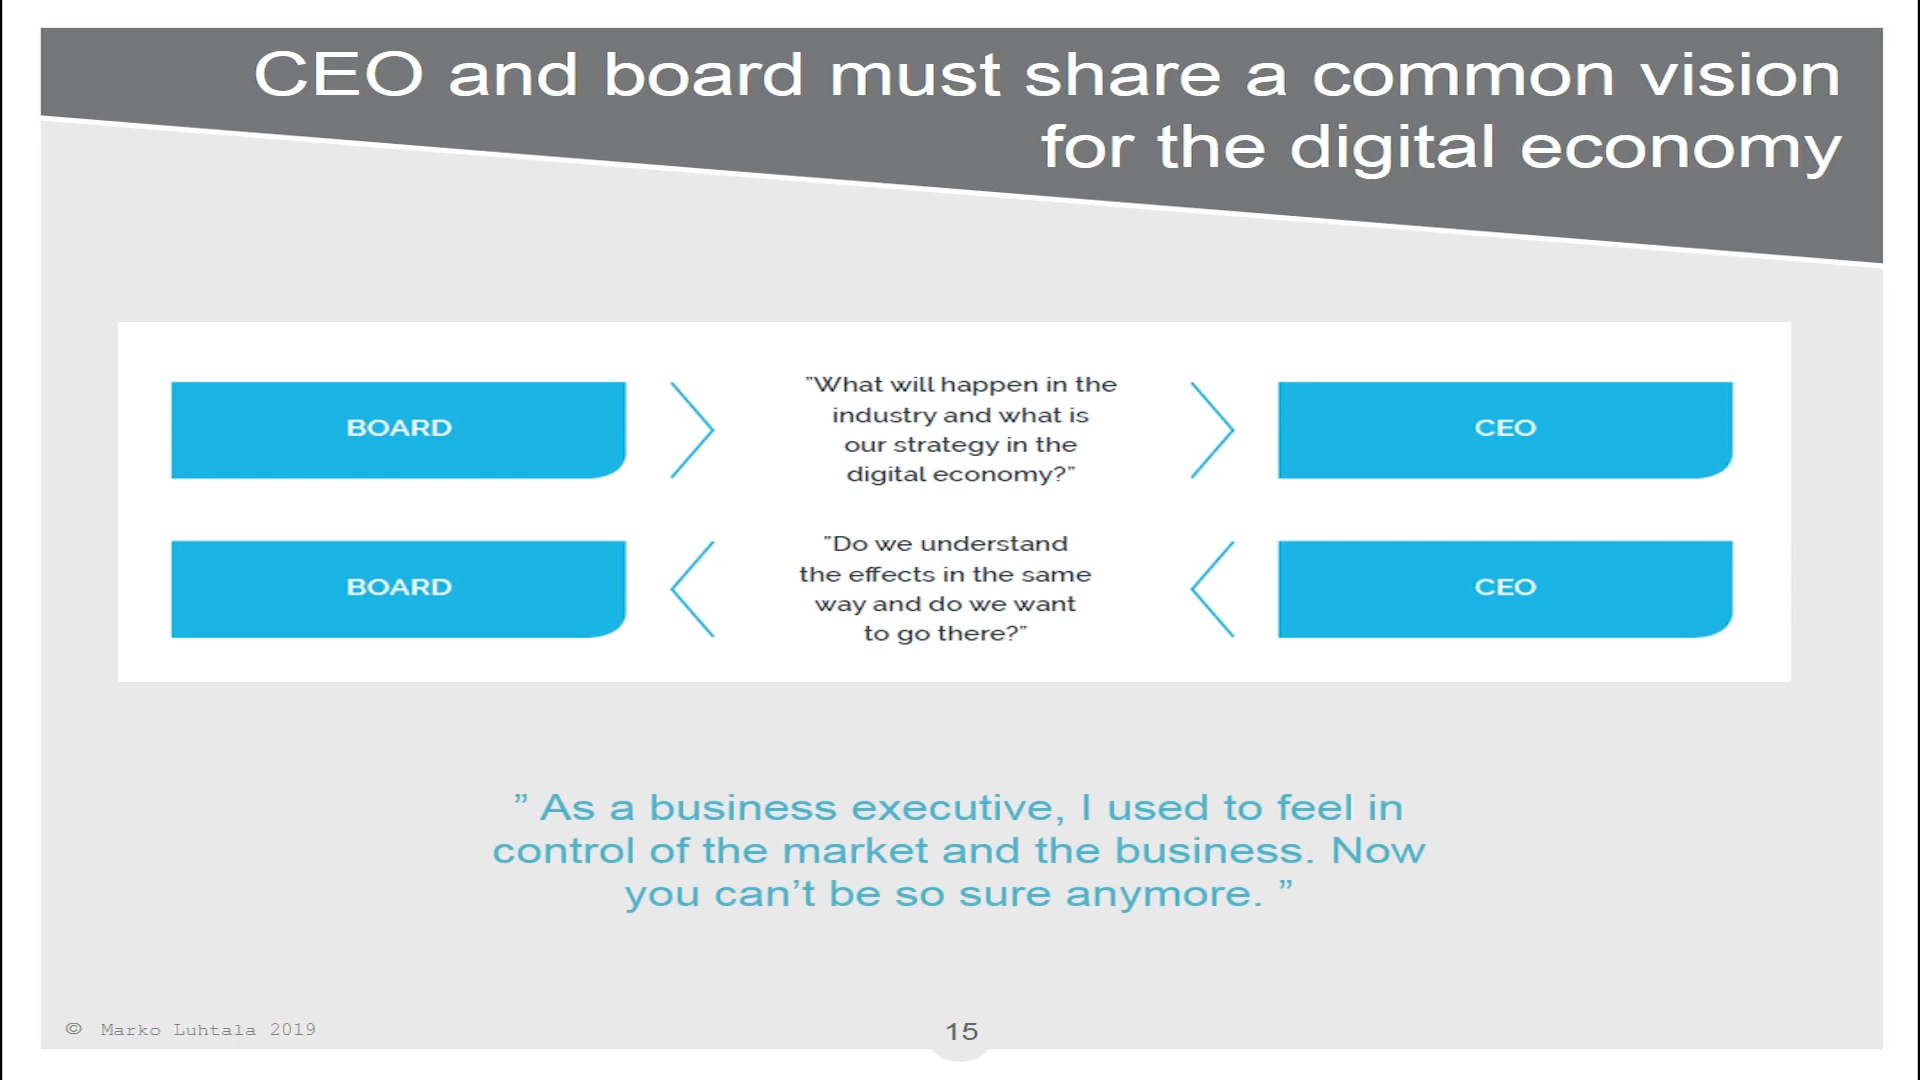 CEO and board must share a common vision
for the digital economy
BOARD
"What will happen in the
industry and what is
our strategy in the
digital economy?"
CEO
BOARD
"Do we understand
the effects in the same
way and do we want
to go there?"
CEO
” As a business executive, I used to feel in
control of the market and the business. Now
you can’t be so sure anymore. ”
© Marko Luhtala 2019
15